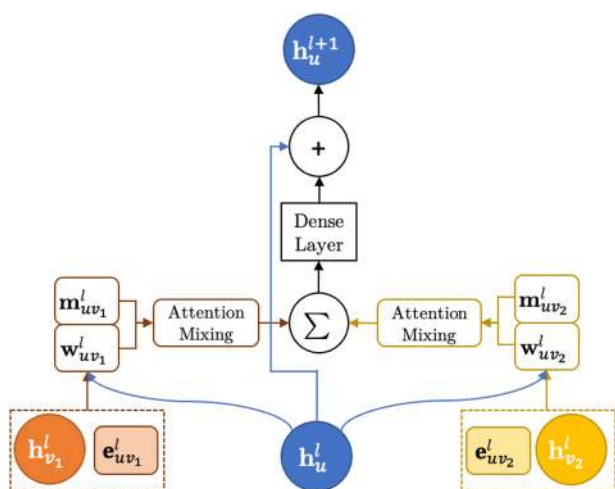 h_u^{l+1}
+
Dense
Layer
m_{uv_1}^l
w_{uv_1}^l
Attention
Mixing
∑
Attention
Mixing
m_{uv_2}^l
w_{uv_2}^l
h_{v_1}^l
e_{uv_1}^l
h_u^l
e_{uv_2}^l
h_{v_2}^l